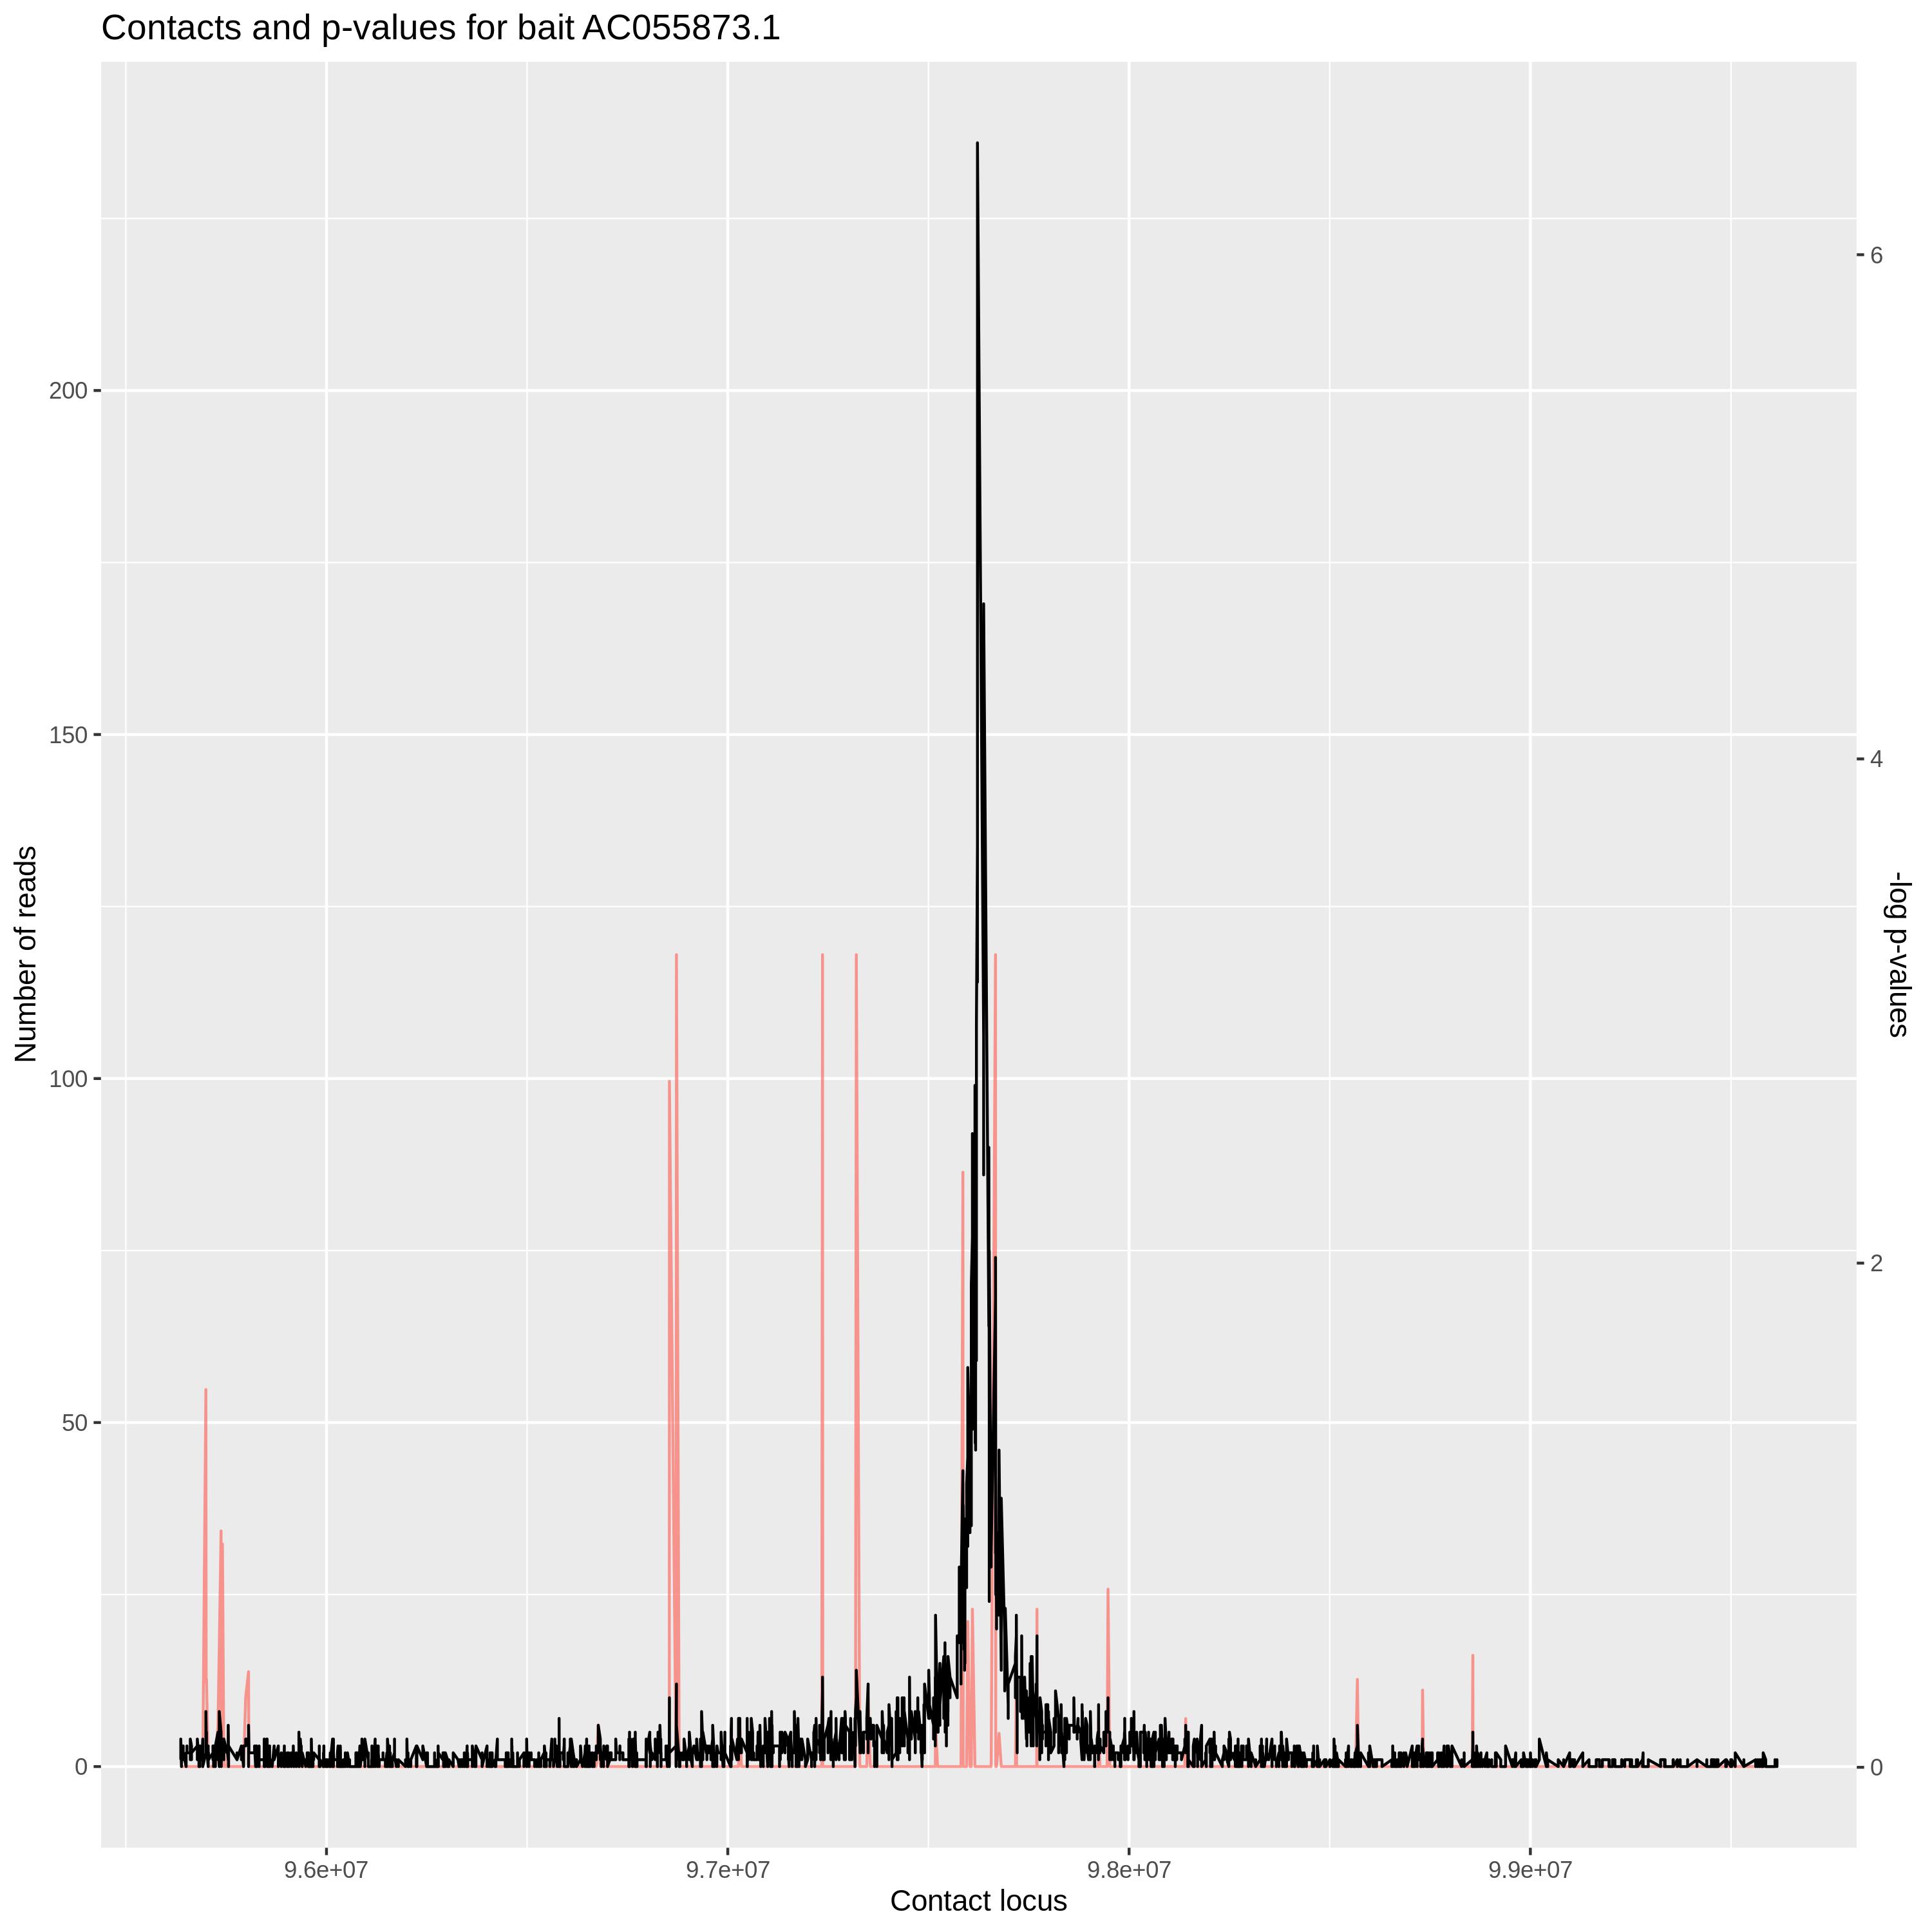 Contacts and p-values for bait AC055873.1
200
150
100
50
0
6
4
2
0
Number of reads
-log p-values
9.6e+07
9.7e+07
9.8e+07
9.9e+07
Contact locus